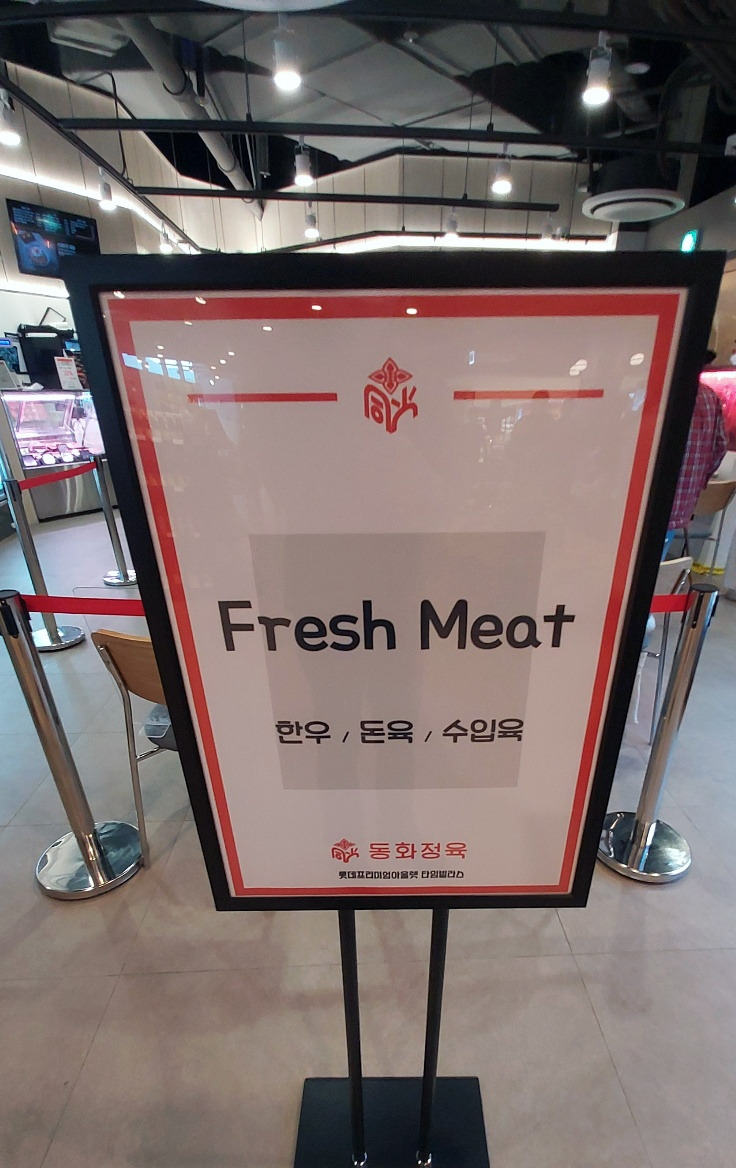 Fresh Meat
한우 / 돈육 / 수입육
동화정육
롯데프리미엄아울렛 타임빌라스